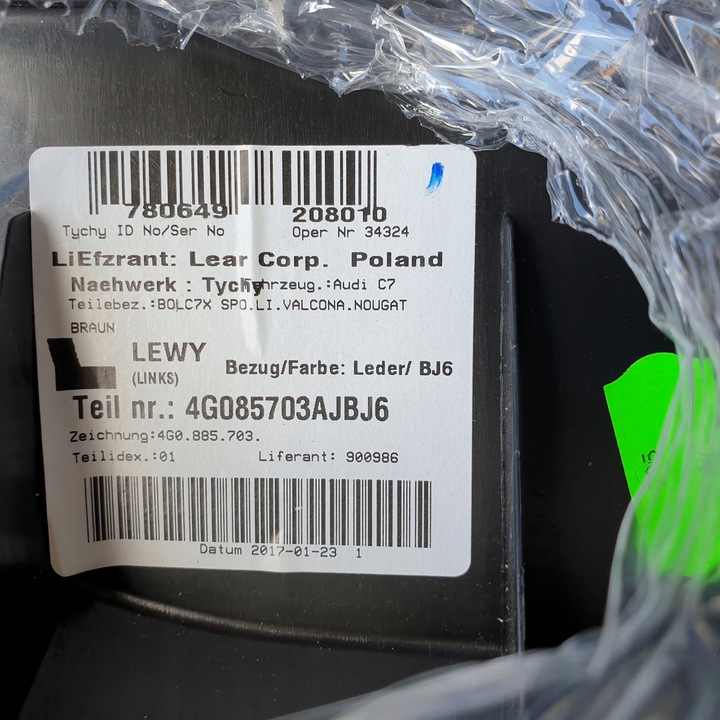 780649 208010
Tychy ID No/Ser No Oper Nr 34324
LiEfzrant: Lear Corp. Poland
Naehwerk : Tychy Fahrzeug.:Audi C7
Teilebez.:BOLC7X SPO.LI.VALCONA.NOUGAT
BRAUN
LEWY
(LINKS)
Bezug/Farbe: Leder/ BJ6
Teil nr.: 4G085703AJBJ6
Zeichnung:4G0.885.703.
Teilidex.:01 Liferant: 900986
Datum 2017-01-23 1